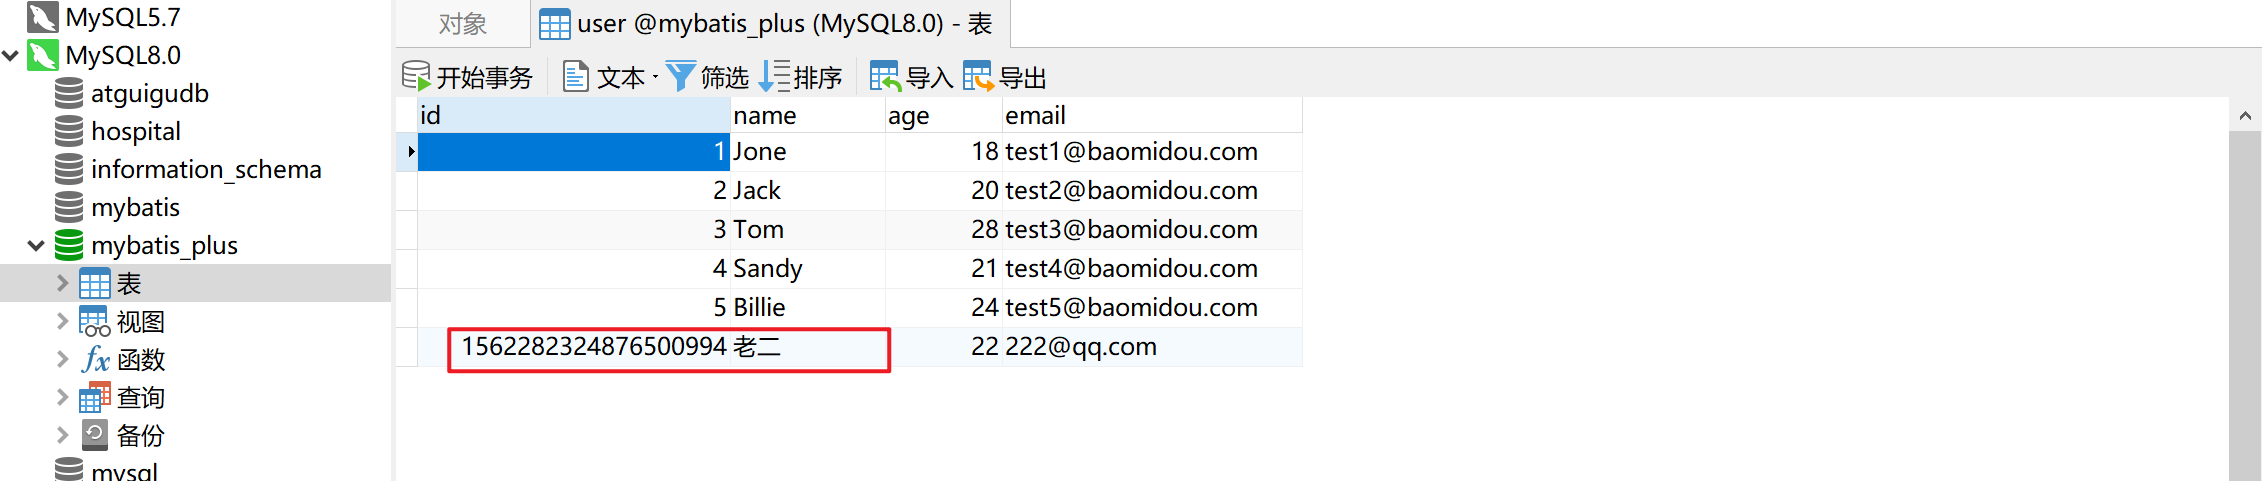 MySQL5.7
MySQL8.0
atguigudb
hospital
information_schema
mybatis
mybatis_plus
表
视图
fx 函数
查询
备份
mysql
对象 user @mybatis_plus (MySQL8.0) - 表
开始事务 文本 · 筛选 排序 导入 导出
id name age email
1 Jone 18 test1@baomidou.com
2 Jack 20 test2@baomidou.com
3 Tom 28 test3@baomidou.com
4 Sandy 21 test4@baomidou.com
5 Billie 24 test5@baomidou.com
1562282324876500994 老二 22 222@qq.com